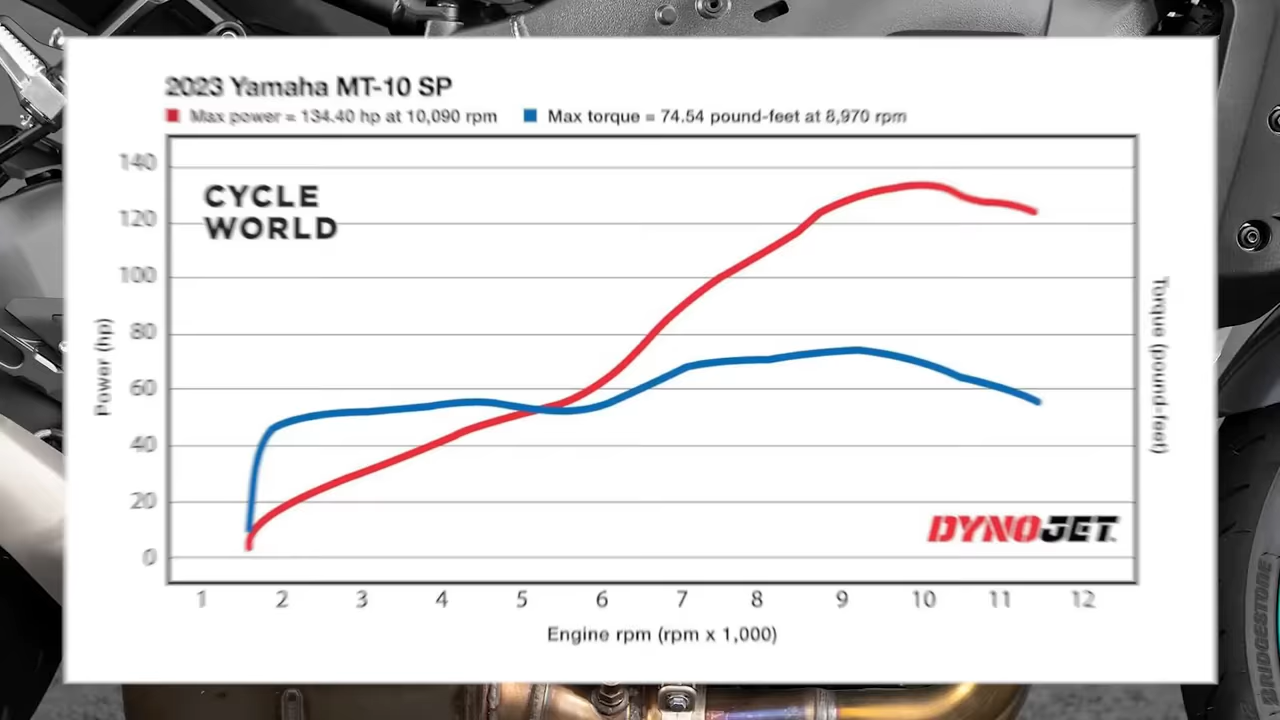 2023 Yamaha MT-10 SP
Max power = 134.40 hp at 10,090 rpm
Max torque = 74.54 pound-feet at 8,970 rpm
CYCLE
WORLD
140
120
100
80
60
40
20
0
Power (hp)
Torque (pound-feet)
DYNOJET
1 2 3 4 5 6 7 8 9 10 11 12
Engine rpm (rpm x 1,000)
BRIDGESTONE